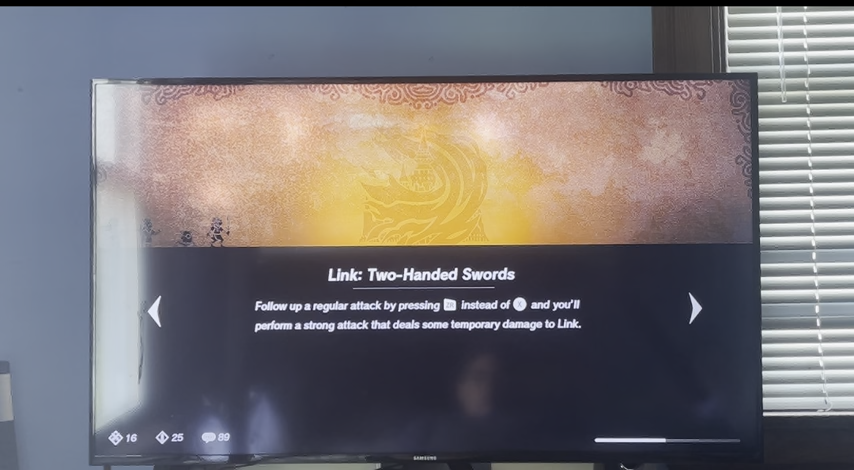 Link: Two-Handed Swords
Follow up a regular attack by pressing ZR instead of X and you'll
perform a strong attack that deals some temporary damage to Link.
16 25 89
SAMSUNG